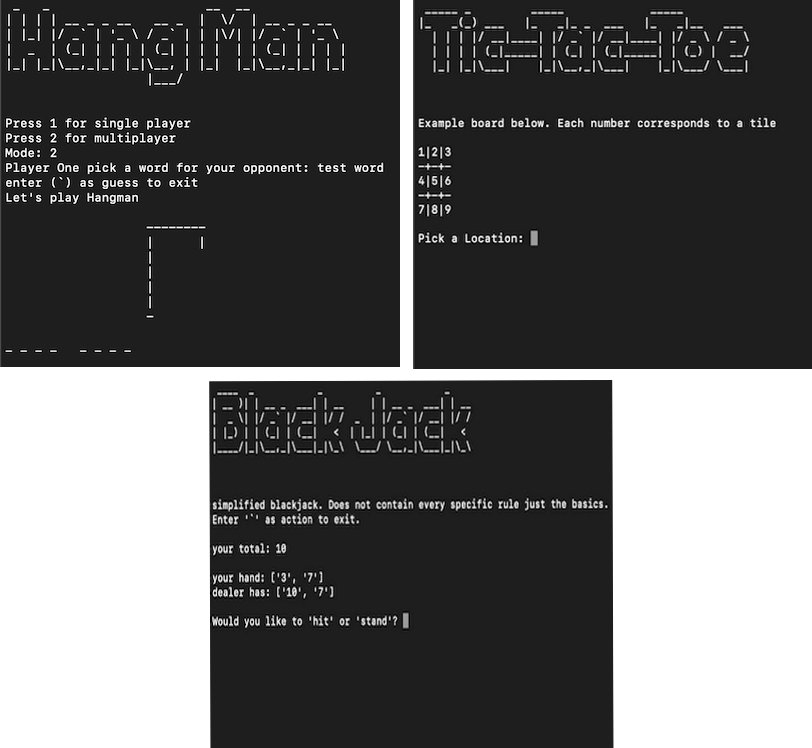 Hang Man
Press 1 for single player
Press 2 for multiplayer
Mode: 2
Player One pick a word for your opponent: test word
enter (`) as guess to exit
Let's play Hangman
_ _ _ _   _ _ _ _
Tic-Tac-Toe
Example board below. Each number corresponds to a tile
1|2|3
-+-+-
4|5|6
-+-+-
7|8|9
Pick a Location:
Black Jack
simplified blackjack. Does not contain every specific rule just the basics.
Enter '`' as action to exit.
your total: 10
your hand: ['3', '7']
dealer has: ['10', '7']
Would you like to 'hit' or 'stand'?